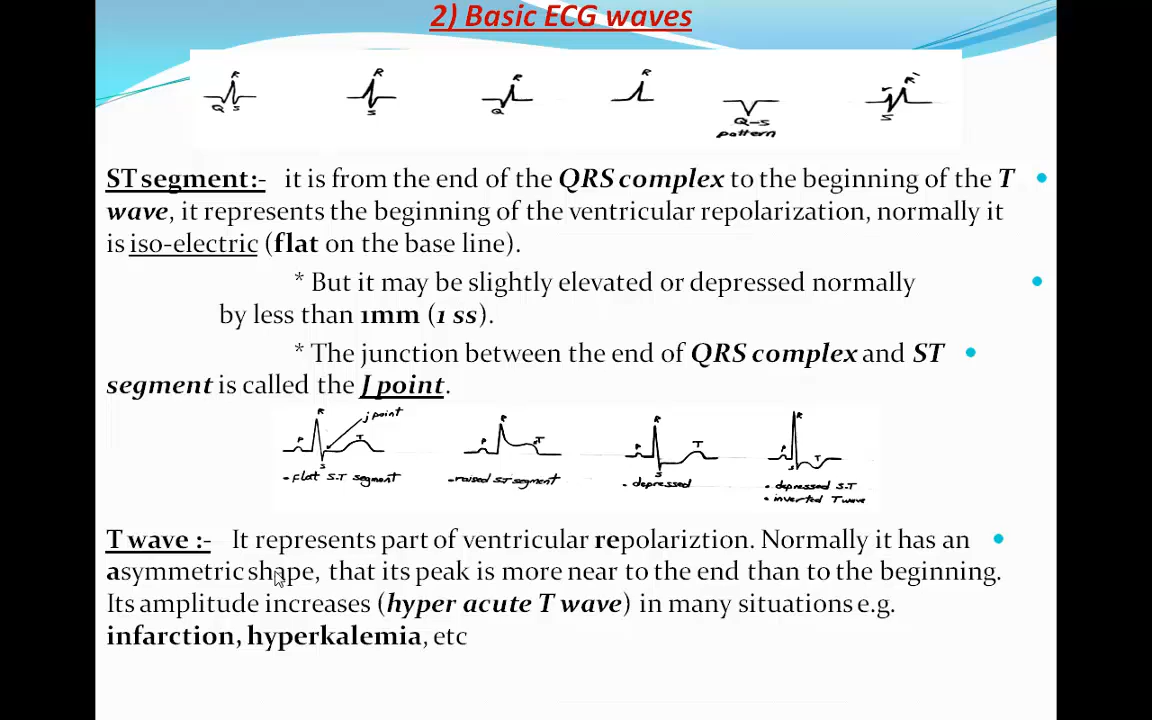 2) Basic ECG waves
R R R R R`
Q S S Q Q-S S
pattern
ST segment:- it is from the end of the QRS complex to the beginning of the T
wave, it represents the beginning of the ventricular repolarization, normally it
is iso-electric (flat on the base line).
* But it may be slightly elevated or depressed normally
by less than 1mm (1 ss).
* The junction between the end of QRS complex and ST
segment is called the J point.
R j point P T S
- flat S.T segment
P R T
- raised S.T segment
P R T S
- depressed
P R S T
- depressed S.T
- inverted T wave
T wave :- It represents part of ventricular repolariztion. Normally it has an
asymmetric shape, that its peak is more near to the end than to the beginning.
Its amplitude increases (hyper acute T wave) in many situations e.g.
infarction, hyperkalemia, etc